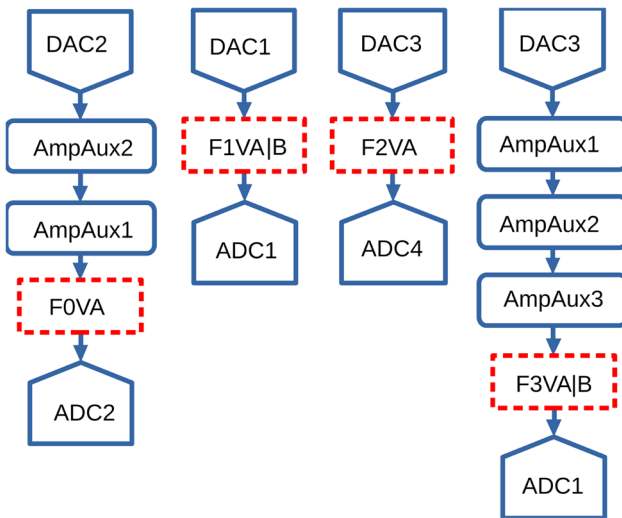 DAC2
AmpAux2
AmpAux1
F0VA
ADC2
DAC1
F1VA|B
ADC1
DAC3
F2VA
ADC4
DAC3
AmpAux1
AmpAux2
AmpAux3
F3VA|B
ADC1